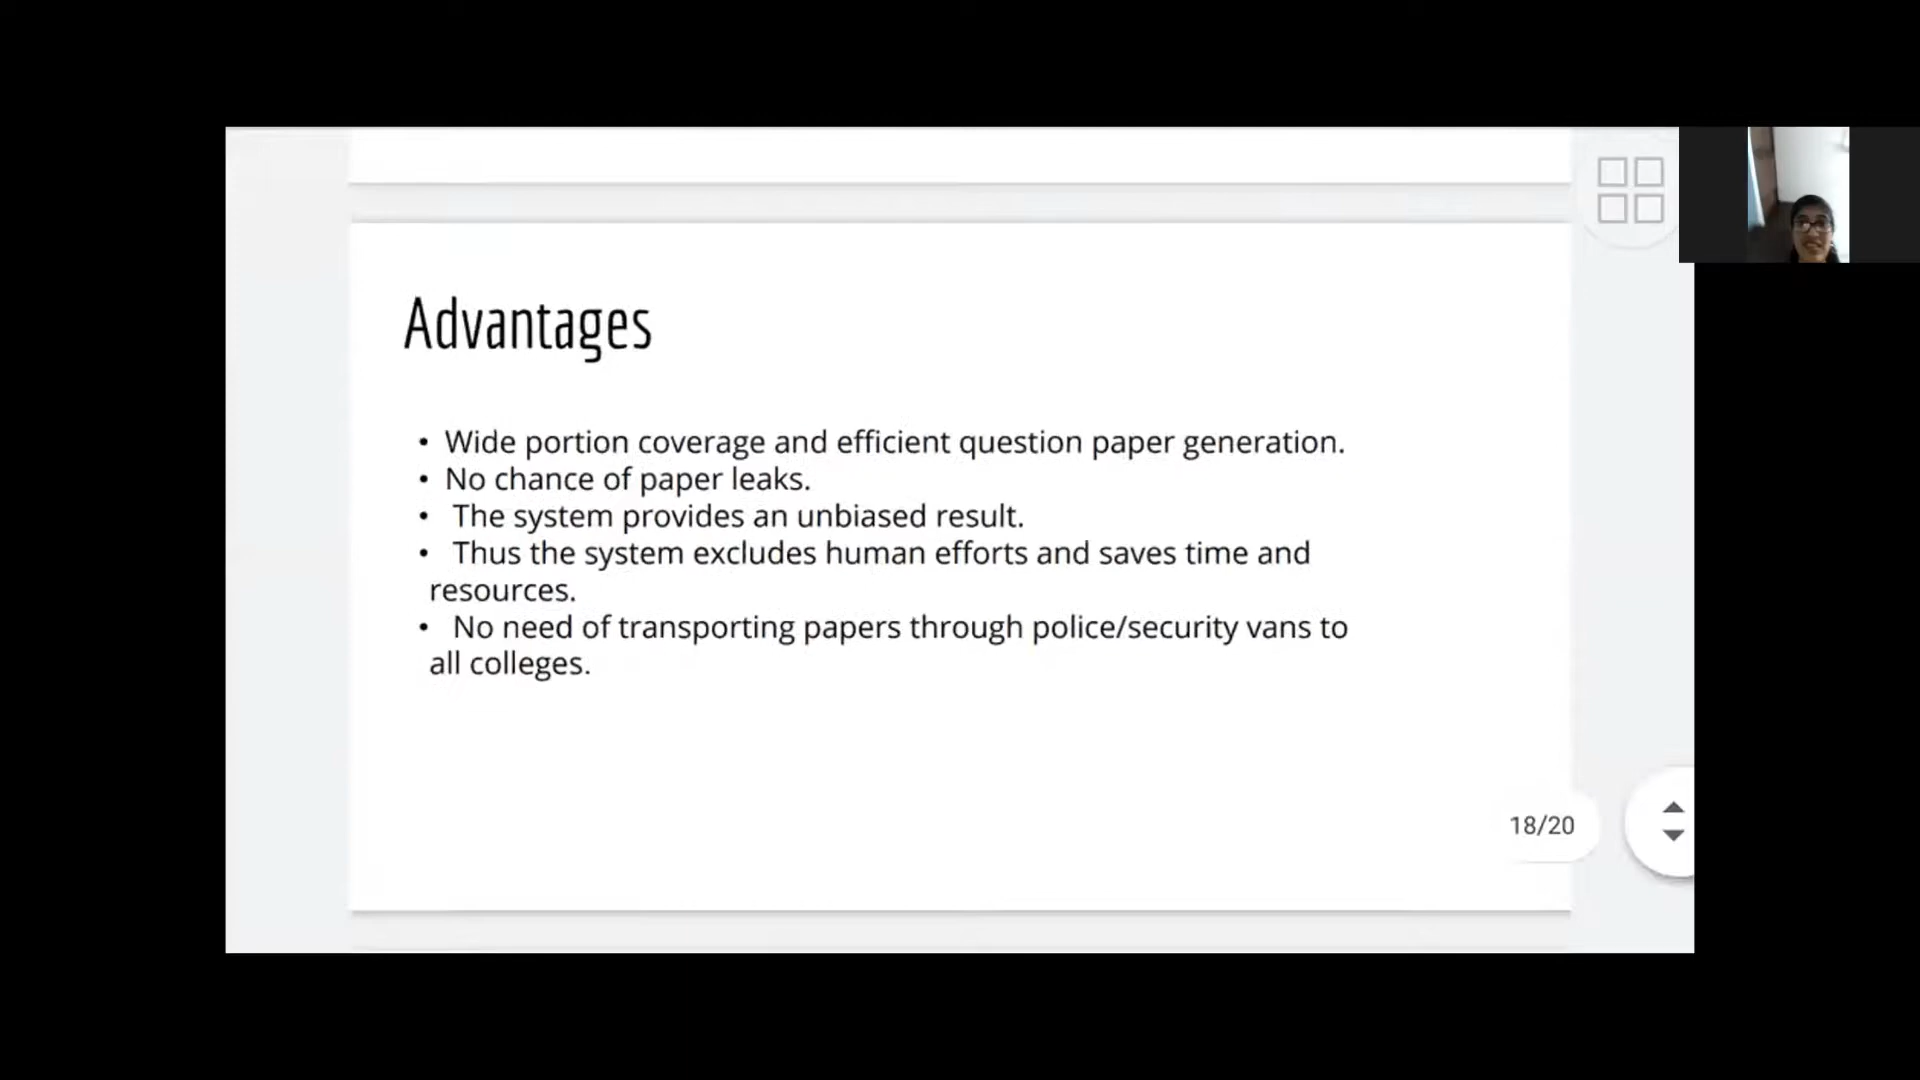 Advantages
• Wide portion coverage and efficient question paper generation.
• No chance of paper leaks.
• The system provides an unbiased result.
• Thus the system excludes human efforts and saves time and
resources.
• No need of transporting papers through police/security vans to
all colleges.
18/20